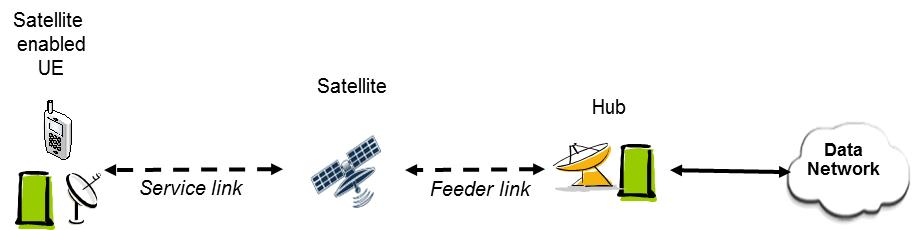 Satellite
enabled
UE
Satellite
Hub
Data
Network
Service link
Feeder link